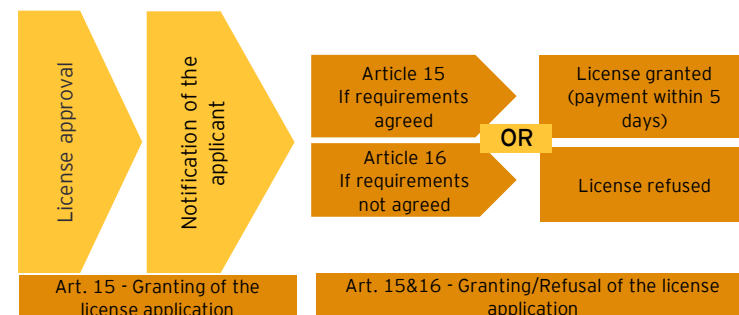 License approval
Notification of the
applicant
Article 15
If requirements
agreed
Article 16
If requirements
not agreed
OR
License granted
(payment within 5
days)
License refused
Art. 15 - Granting of the
license application
Art. 15&16 - Granting/Refusal of the license
application